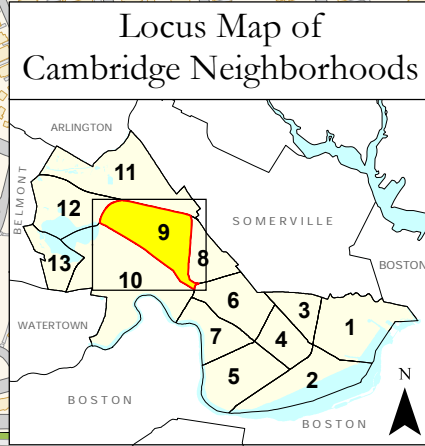 Locus Map of
Cambridge Neighborhoods
ARLINGTON
BELMONT
11
12
SOMERVILLE
9
8
13
BOSTON
10
6
3
1
WATERTOWN
7
4
N
5
2
BOSTON
BOSTON